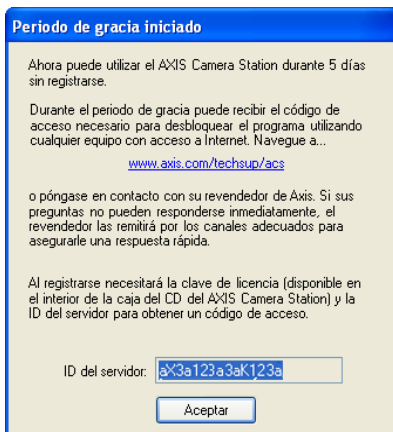 Periodo de gracia iniciado
Ahora puede utilizar el AXIS Camera Station durante 5 días
sin registrarse.
Durante el periodo de gracia puede recibir el código de
acceso necesario para desbloquear el programa utilizando
cualquier equipo con acceso a Internet. Navegue a...
www.axis.com/techsup/acs
o póngase en contacto con su revendedor de Axis. Si sus
preguntas no pueden responderse inmediatamente, el
revendedor las remitirá por los canales adecuados para
asegurarle una respuesta rápida.
Al registrarse necesitará la clave de licencia (disponible en
el interior de la caja del CD del AXIS Camera Station) y la
ID del servidor para obtener un código de acceso.
ID del servidor: aX3a123a3aK123a
Aceptar